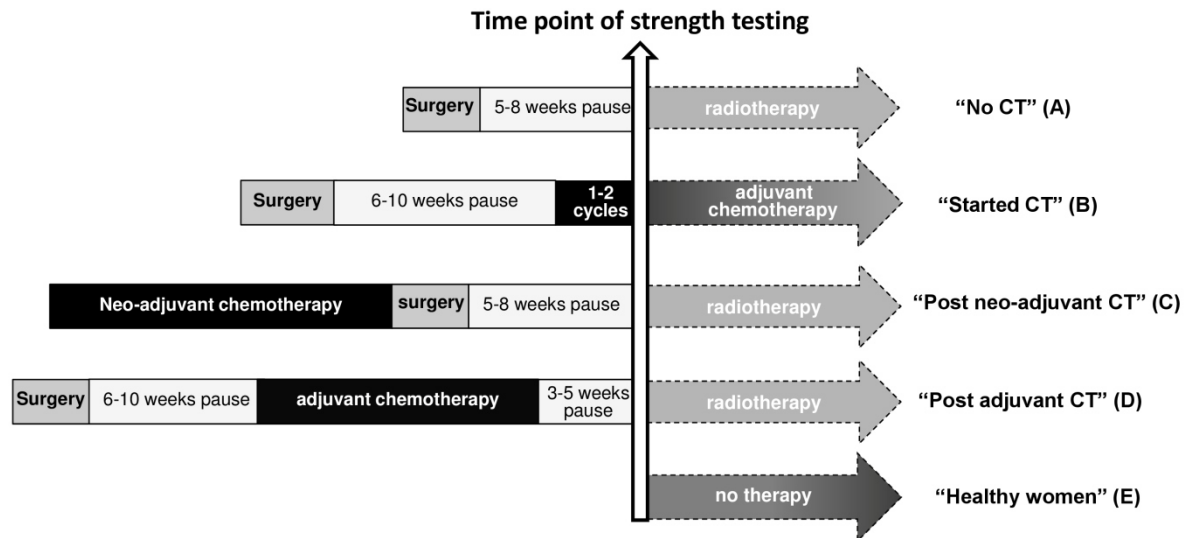 Time point of strength testing
Surgery 5-8 weeks pause radiotherapy “No CT” (A)
Surgery 6-10 weeks pause 1-2 cycles adjuvant chemotherapy “Started CT” (B)
Neo-adjuvant chemotherapy surgery 5-8 weeks pause radiotherapy “Post neo-adjuvant CT” (C)
Surgery 6-10 weeks pause adjuvant chemotherapy 3-5 weeks pause radiotherapy “Post adjuvant CT” (D)
no therapy “Healthy women” (E)